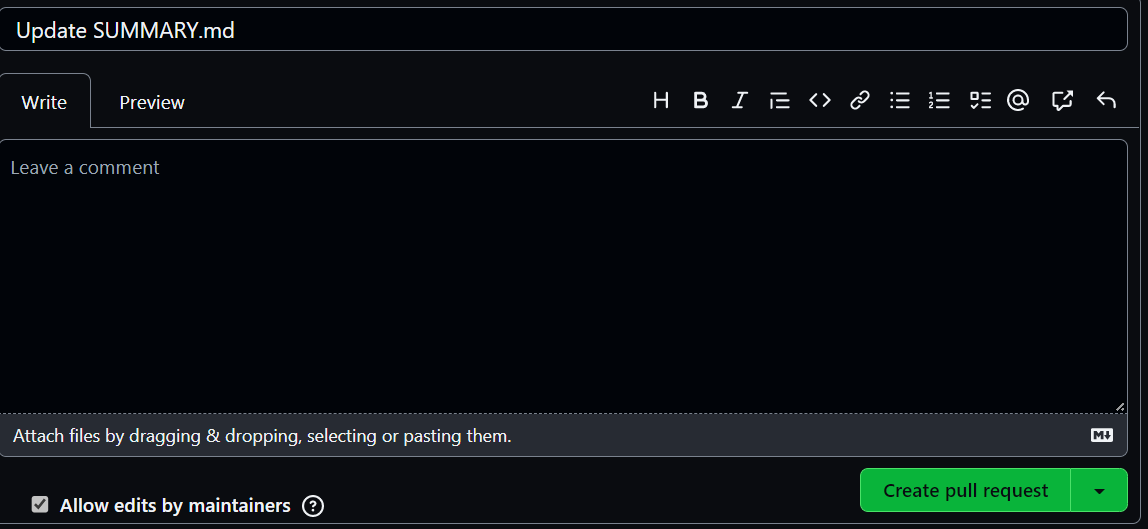 Update SUMMARY.md
Write Preview
Leave a comment
Attach files by dragging & dropping, selecting or pasting them.
Allow edits by maintainers
Create pull request